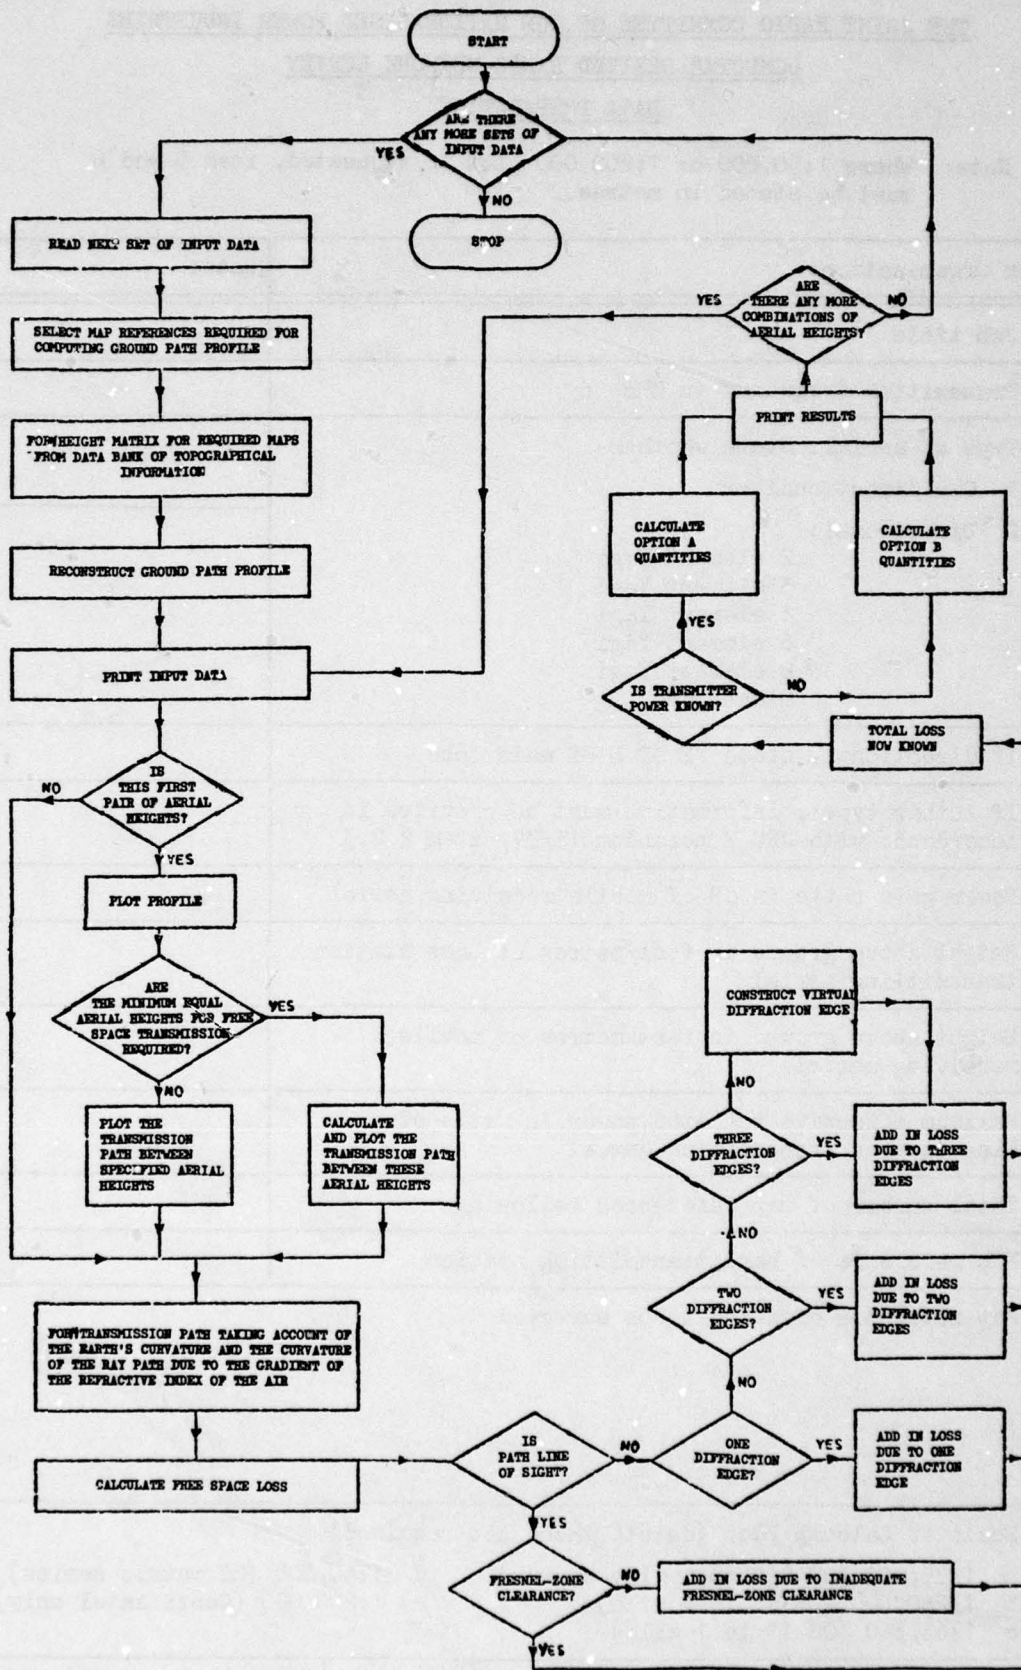 START
ARE THERE
ANY MORE SETS OF
INPUT DATA
YES
NO
STOP
READ NEXT SET OF INPUT DATA
SELECT MAP REFERENCES REQUIRED FOR
COMPUTING GROUND PATH PROFILE
FORM HEIGHT MATRIX FOR REQUIRED MAPS
FROM DATA BANK OF TOPOGRAPHICAL
INFORMATION
RECONSTRUCT GROUND PATH PROFILE
PRINT INPUT DATA
IS
THIS FIRST
PAIR OF AERIAL
HEIGHTS?
NO
YES
PLOT PROFILE
ARE
THE MINIMUM EQUAL
AERIAL HEIGHTS FOR FREE
SPACE TRANSMISSION
REQUIRED?
YES
NO
PLOT THE
TRANSMISSION
PATH BETWEEN
SPECIFIED AERIAL
HEIGHTS
CALCULATE
AND PLOT THE
TRANSMISSION PATH
BETWEEN THESE
AERIAL HEIGHTS
FORM TRANSMISSION PATH TAKING ACCOUNT OF
THE EARTH'S CURVATURE AND THE CURVATURE
OF THE RAY PATH DUE TO THE GRADIENT OF
THE REFRACTIVE INDEX OF THE AIR
CALCULATE FREE SPACE LOSS
IS
PATH LINE
OF SIGHT?
NO
YES
FRESNEL-ZONE
CLEARANCE?
NO
YES
ADD IN LOSS DUE TO INADEQUATE
FRESNEL-ZONE CLEARANCE
ONE
DIFFRACTION
EDGE?
YES
NO
ADD IN LOSS
DUE TO ONE
DIFFRACTION
EDGE
TWO
DIFFRACTION
EDGES?
YES
NO
ADD IN LOSS
DUE TO TWO
DIFFRACTION
EDGES
THREE
DIFFRACTION
EDGES?
YES
NO
ADD IN LOSS
DUE TO THREE
DIFFRACTION
EDGES
CONSTRUCT VIRTUAL
DIFFRACTION EDGE
TOTAL LOSS
NOW KNOWN
IS TRANSMITTER
POWER KNOWN?
YES
NO
CALCULATE
OPTION A
QUANTITIES
CALCULATE
OPTION B
QUANTITIES
PRINT RESULTS
ARE
THERE ANY MORE
COMBINATIONS OF
AERIAL HEIGHTS?
YES
NO